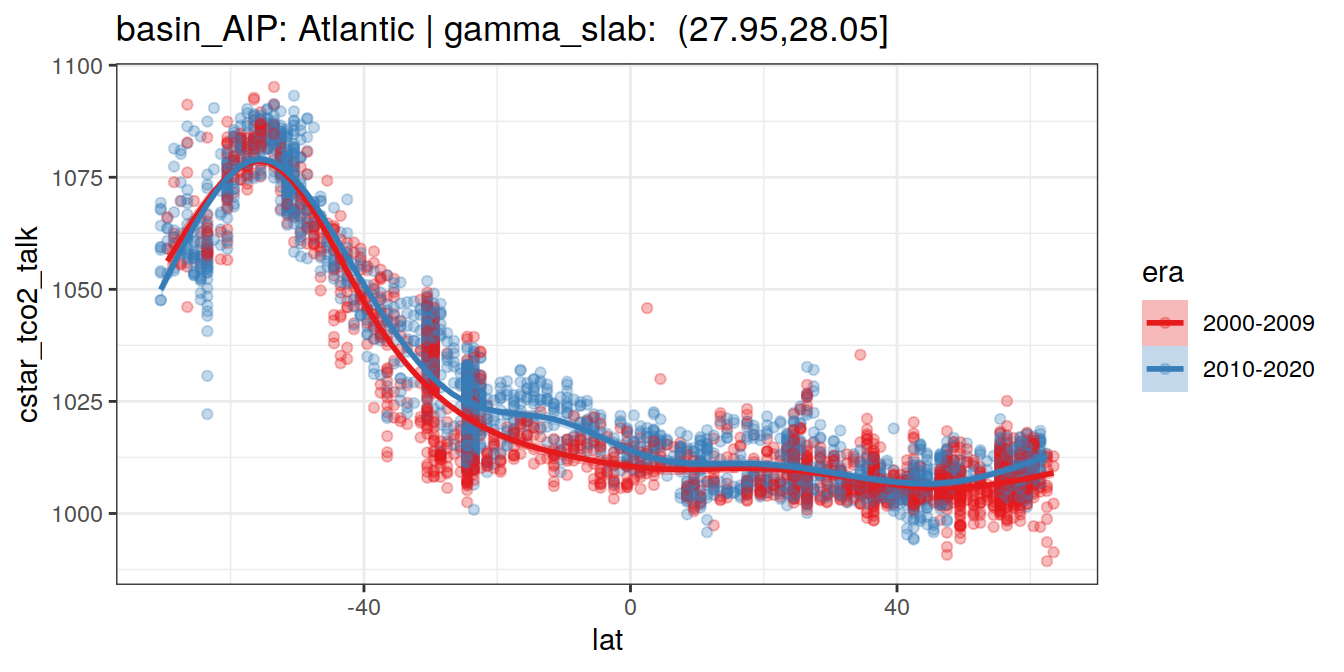 basin_AIP: Atlantic | gamma_slab:  (27.95,28.05]
1100
1075
1050
1025
1000
cstar_tco2_talk
-40
0
40
lat
era
2000-2009
2010-2020